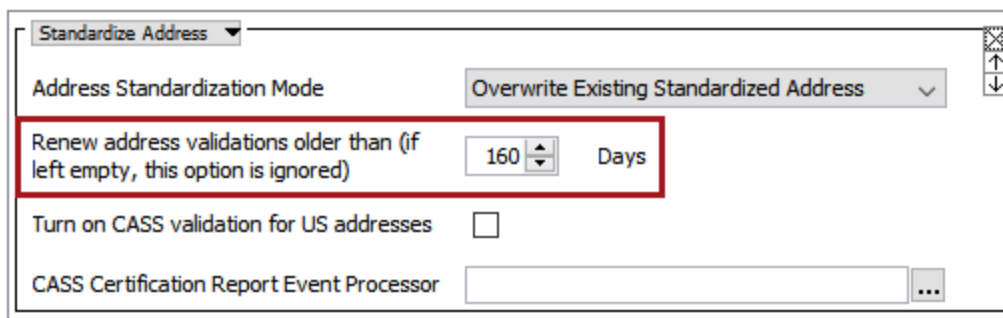 Standardize Address
Address Standardization Mode
Overwrite Existing Standardized Address
Renew address validations older than (if
left empty, this option is ignored)
160
Days
Turn on CASS validation for US addresses
CASS Certification Report Event Processor
...